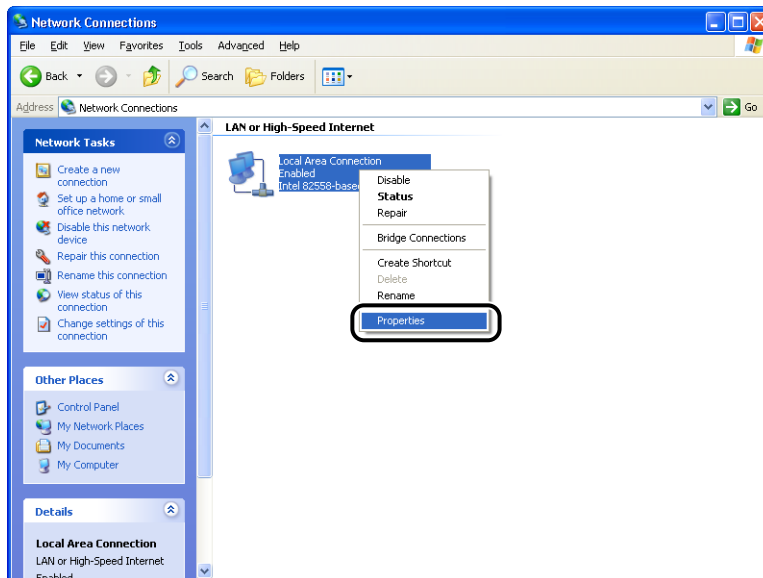 Network Connections
File Edit View Favorites Tools Advanced Help
Back Search Folders
Address Network Connections Go
Network Tasks
Create a new
connection
Set up a home or small
office network
Disable this network
device
Repair this connection
Rename this connection
View status of this
connection
Change settings of this
connection
Other Places
Control Panel
My Network Places
My Documents
My Computer
Details
Local Area Connection
LAN or High-Speed Internet
Enabled
LAN or High-Speed Internet
Local Area Connection
Enabled
Intel 82558-based
Disable
Status
Repair
Bridge Connections
Create Shortcut
Delete
Rename
Properties